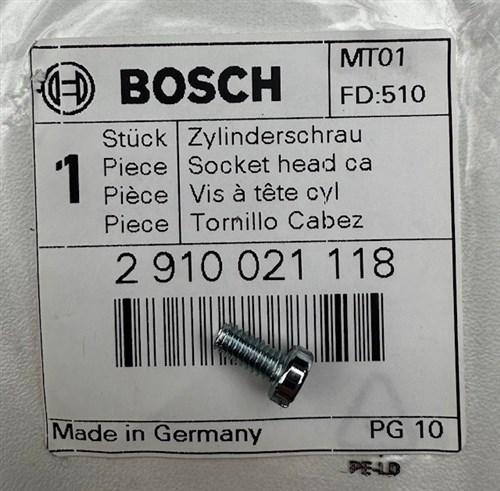 BOSCH
MT01
FD:510
1
Stück Zylinderschrau
Piece Socket head ca
Pièce Vis à tête cyl
Piece Tornillo Cabez
2 910 021 118
Made in Germany PG 10
PE-LD